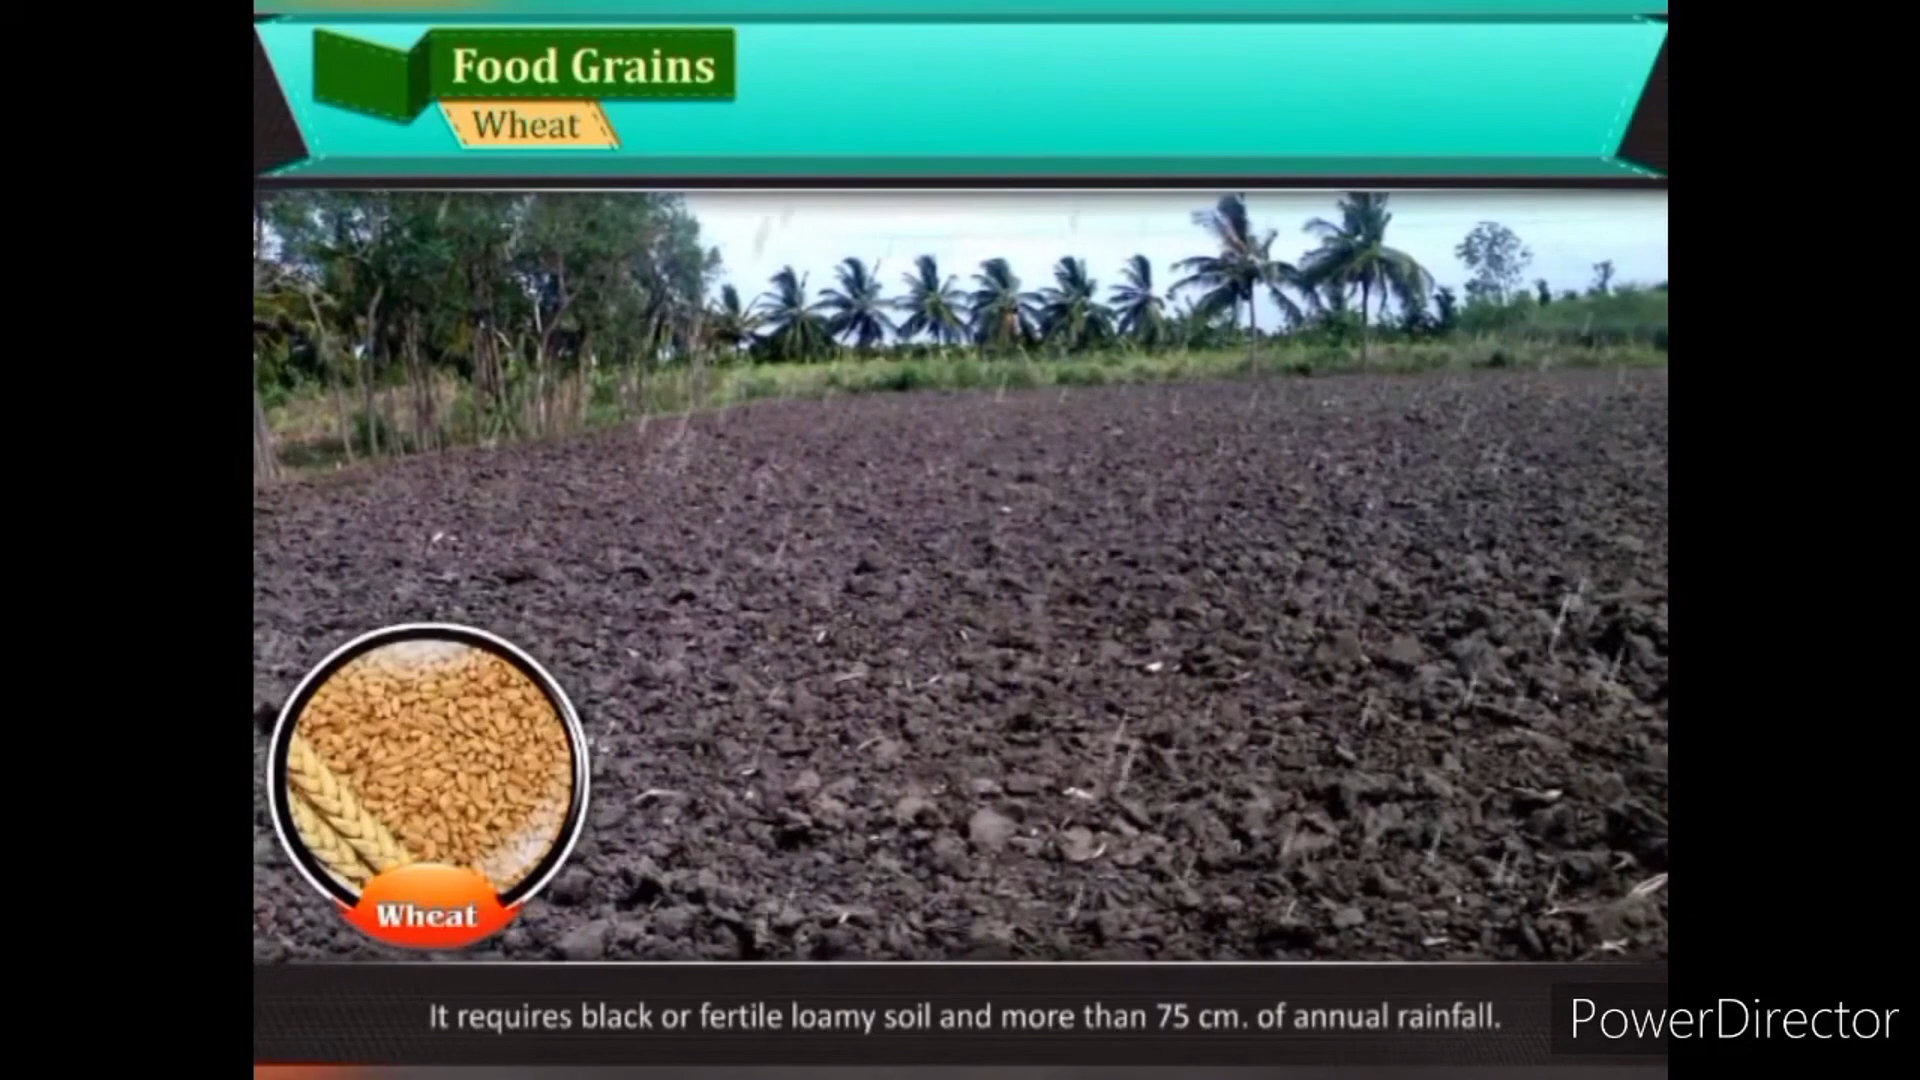 Food Grains
Wheat
Wheat
It requires black or fertile loamy soil and more than 75 cm. of annual rainfall.
PowerDirector